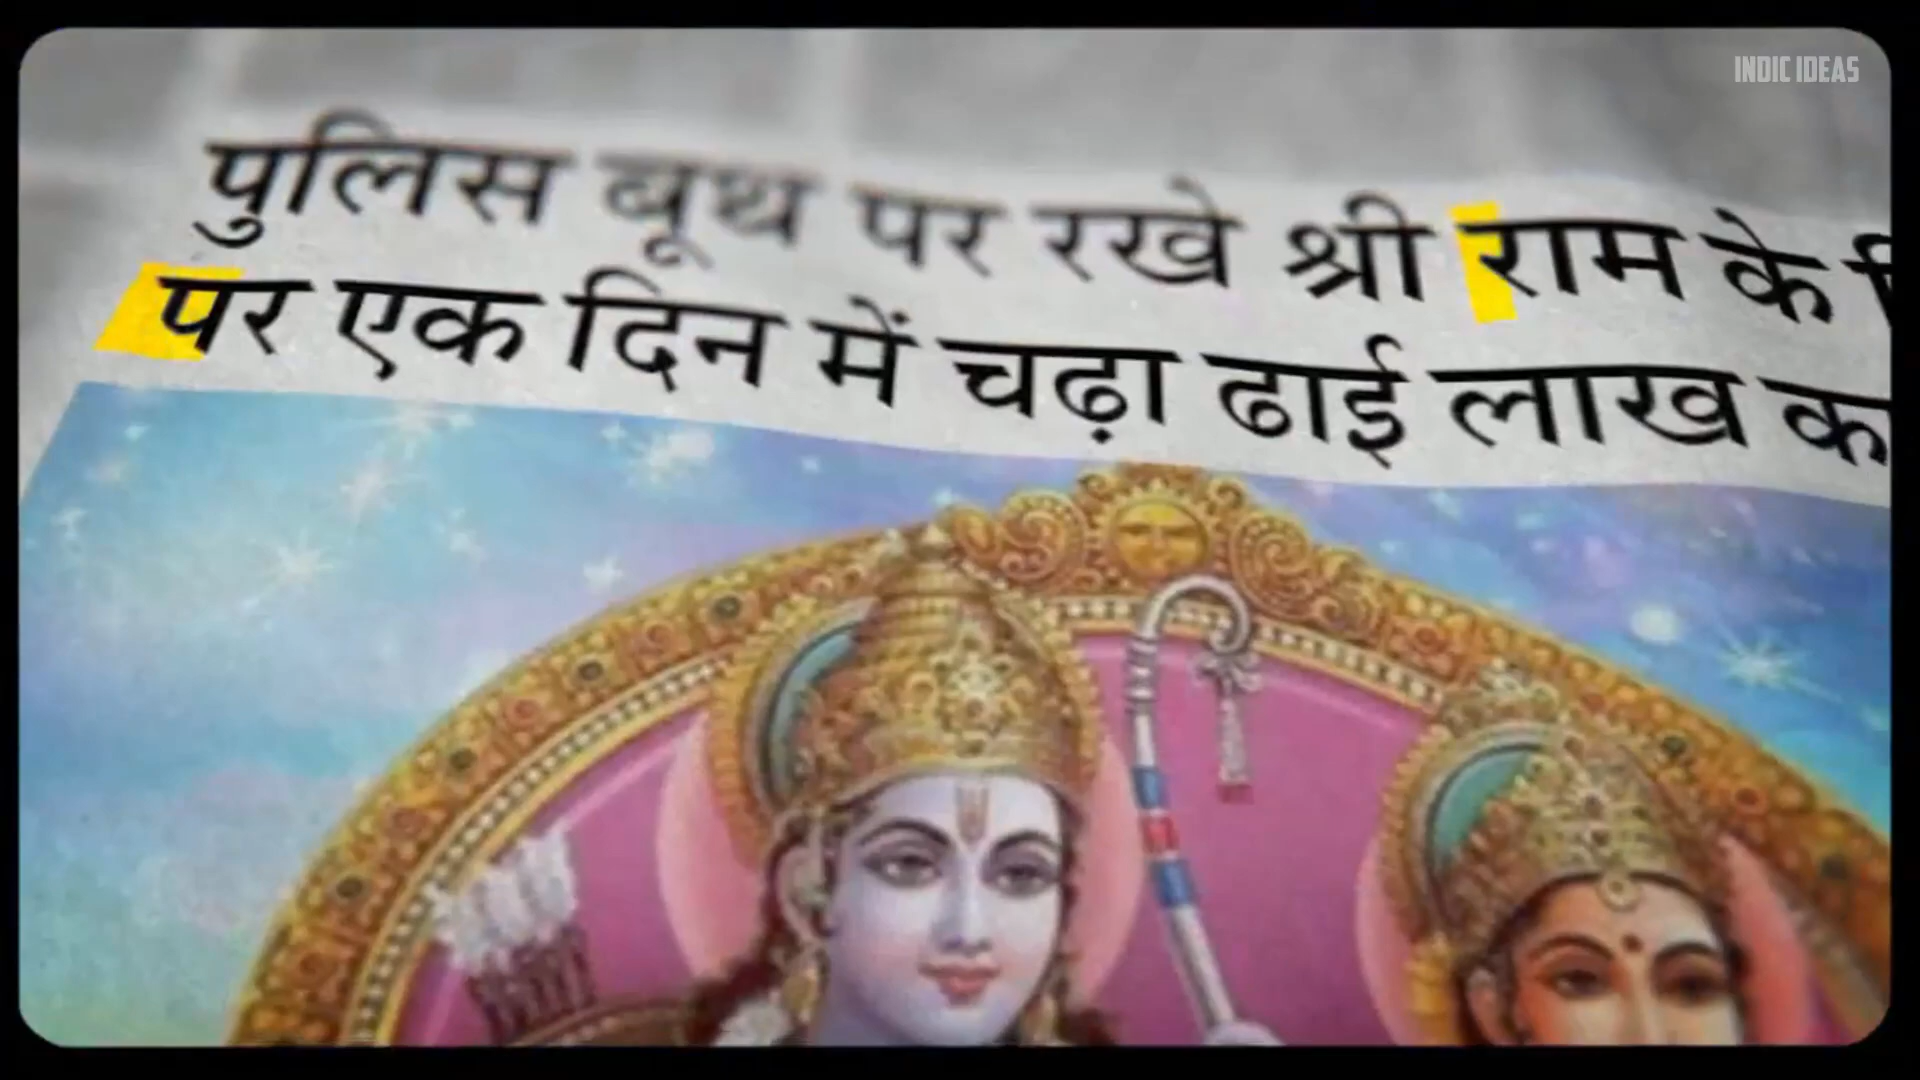 INDIC IDEAS
पुलिस बूथ पर रखे श्री राम के
पर एक दिन में चढ़ा ढाई लाख का